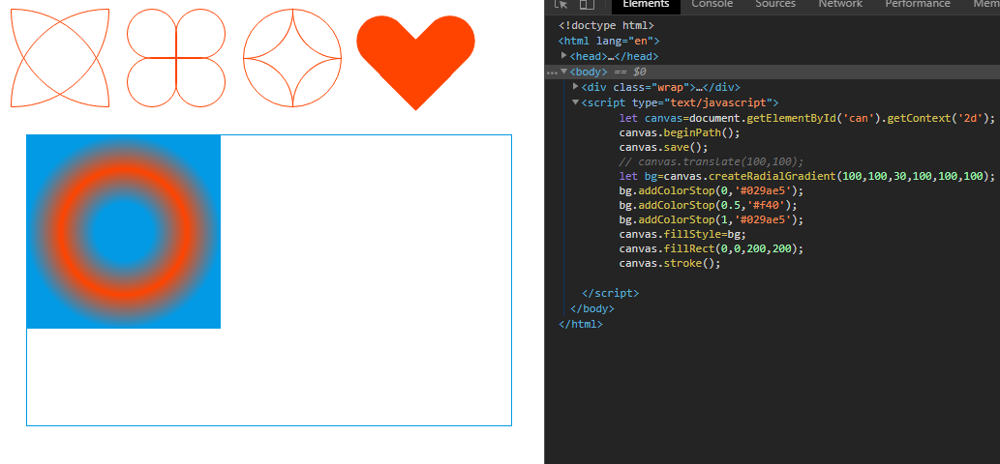 Elements Console Sources Network Performance Mem
<!doctype html>
<html lang="en">
<head>…</head>
… <body> == $0
<div class="wrap">…</div>
<script type="text/javascript">
let canvas=document.getElementById('can').getContext('2d');
canvas.beginPath();
canvas.save();
// canvas.translate(100,100);
let bg=canvas.createRadialGradient(100,100,30,100,100,100);
bg.addColorStop(0,'#029ae5');
bg.addColorStop(0.5,'#f40');
bg.addColorStop(1,'#029ae5');
canvas.fillStyle=bg;
canvas.fillRect(0,0,200,200);
canvas.stroke();
</script>
</body>
</html>